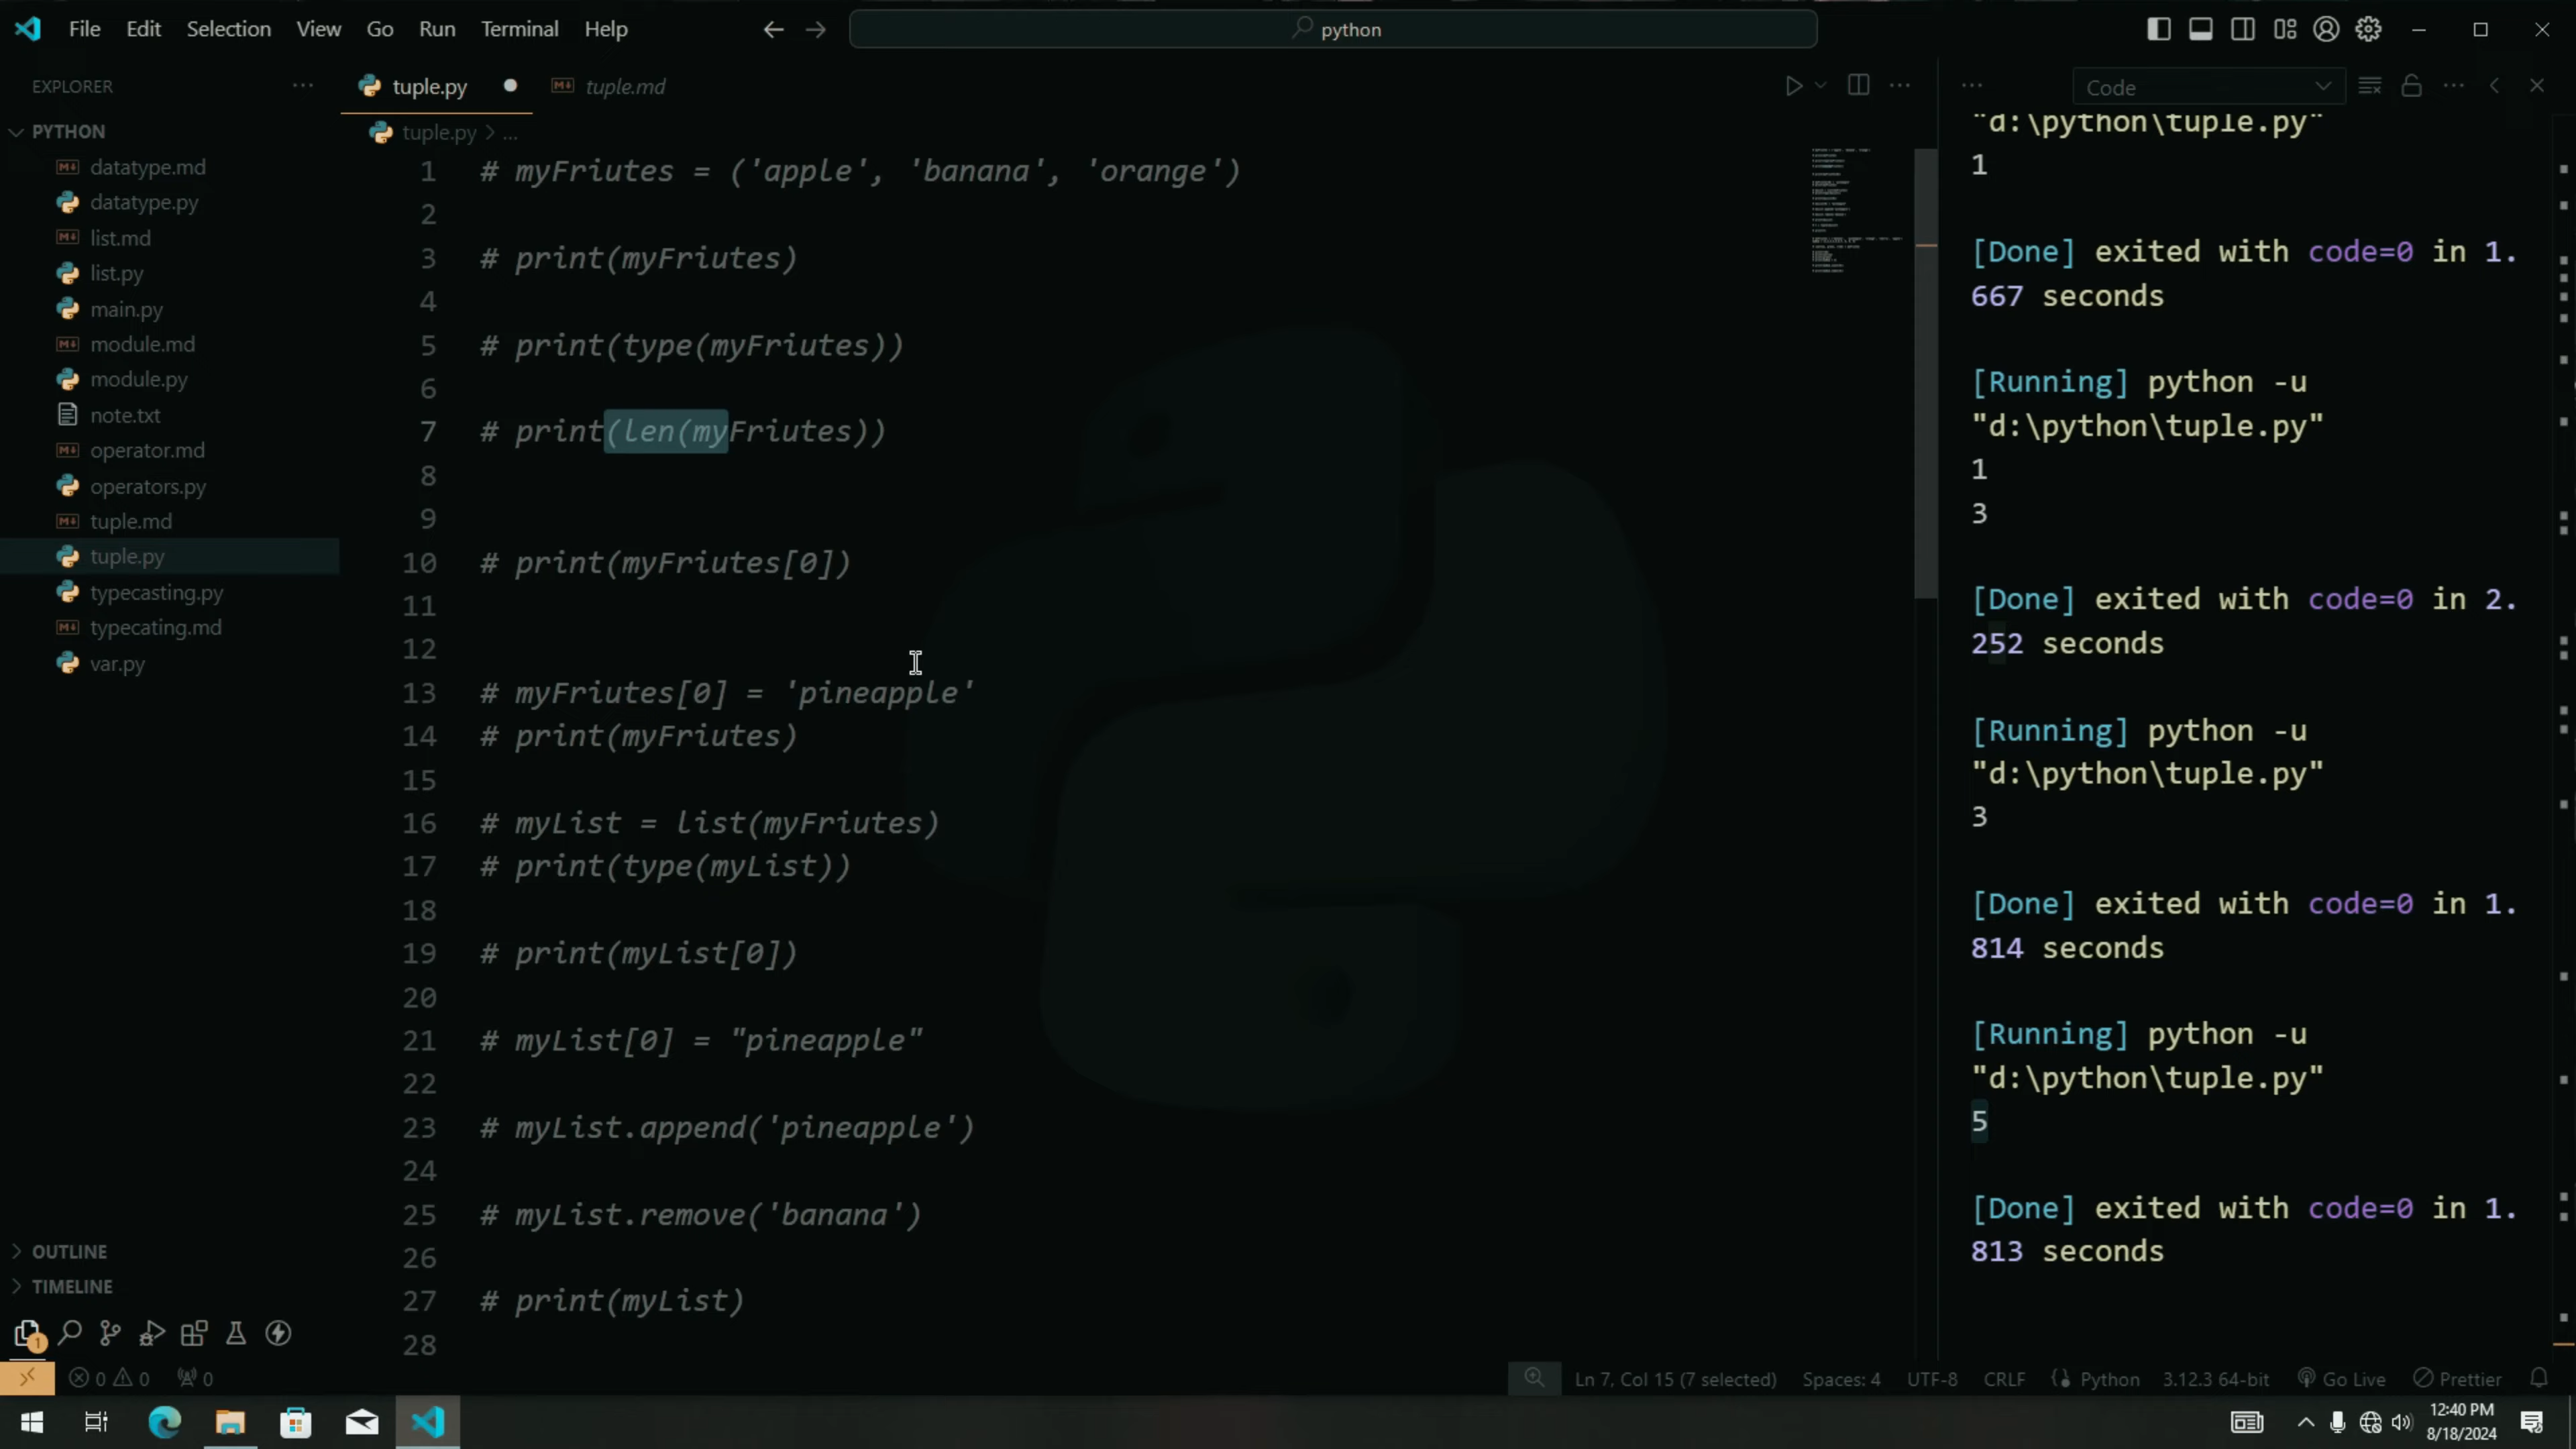 File Edit Selection View Go Run Terminal Help
python
EXPLORER
PYTHON
datatype.md
datatype.py
list.md
list.py
main.py
module.md
module.py
note.txt
operator.md
operators.py
tuple.md
tuple.py
typecasting.py
typecating.md
var.py
OUTLINE
TIMELINE
tuple.py tuple.md
tuple.py > ...
1 # myFriutes = ('apple', 'banana', 'orange')
2
3 # print(myFriutes)
4
5 # print(type(myFriutes))
6
7 # print(len(myFriutes))
8
9
10 # print(myFriutes[0])
11
12
13 # myFriutes[0] = 'pineapple'
14 # print(myFriutes)
15
16 # myList = list(myFriutes)
17 # print(type(myList))
18
19 # print(myList[0])
20
21 # myList[0] = "pineapple"
22
23 # myList.append('pineapple')
24
25 # myList.remove('banana')
26
27 # print(myList)
28
Code
"d:\python\tuple.py"
1
[Done] exited with code=0 in 1.
667 seconds
[Running] python -u
"d:\python\tuple.py"
1
3
[Done] exited with code=0 in 2.
252 seconds
[Running] python -u
"d:\python\tuple.py"
3
[Done] exited with code=0 in 1.
814 seconds
[Running] python -u
"d:\python\tuple.py"
5
[Done] exited with code=0 in 1.
813 seconds
1
0 0 0
Ln 7, Col 15 (7 selected) Spaces: 4 UTF-8 CRLF Python 3.12.3 64-bit Go Live Prettier
12:40 PM
8/18/2024